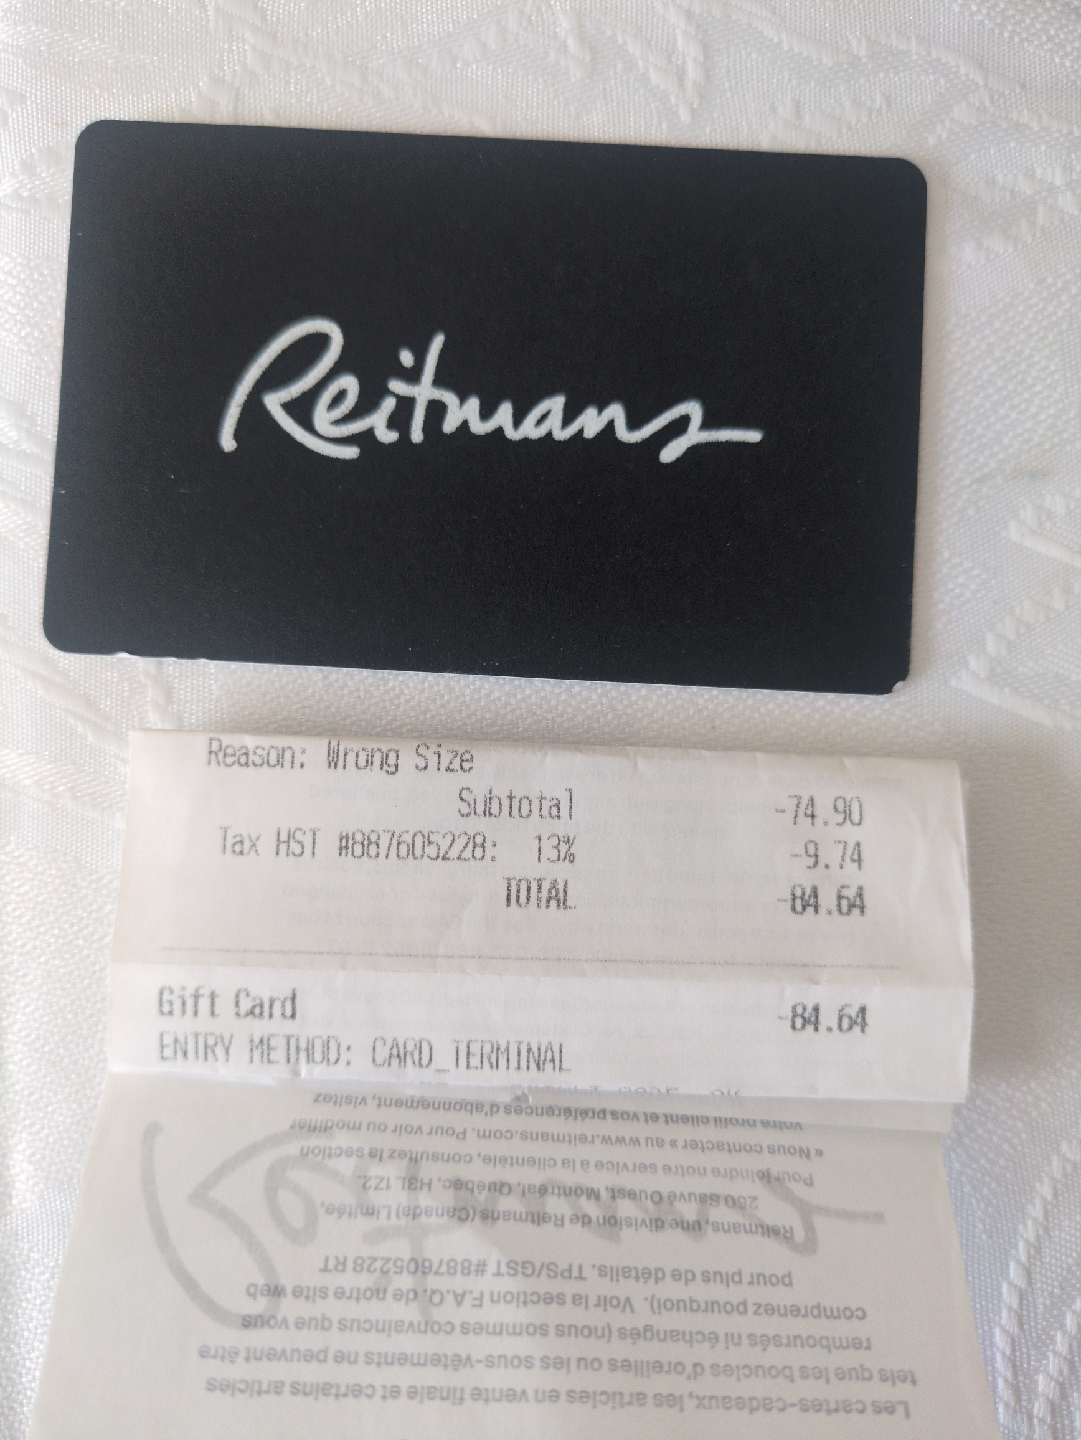 Reitmans
Reason: Wrong Size
Subtotal -74.90
Tax HST #887605228: 13% -9.74
TOTAL -84.64
Gift Card -84.64
ENTRY METHOD: CARD_TERMINAL
Les cartes-cadeaux, les articles en vente finale et certains articles
tels que les boucles d'oreilles ou les sous-vêtements ne peuvent être
remboursés ni échangés (nous sommes convaincus que vous
comprenez pourquoi). Voir la section F.A.Q. de notre site web
pour plus de détails. TPS/GST #887605228 RT
Reitmans, une division de Reitmans (Canada) Limitée,
250 Sauvé Ouest, Montréal, Québec, H3L 1Z2.
Pour joindre notre service à la clientèle, consultez la section
« Nous contacter » au www.reitmans.com. Pour voir ou modifier
votre profil client et vos préférences d'abonnement, visitez
Reitmans